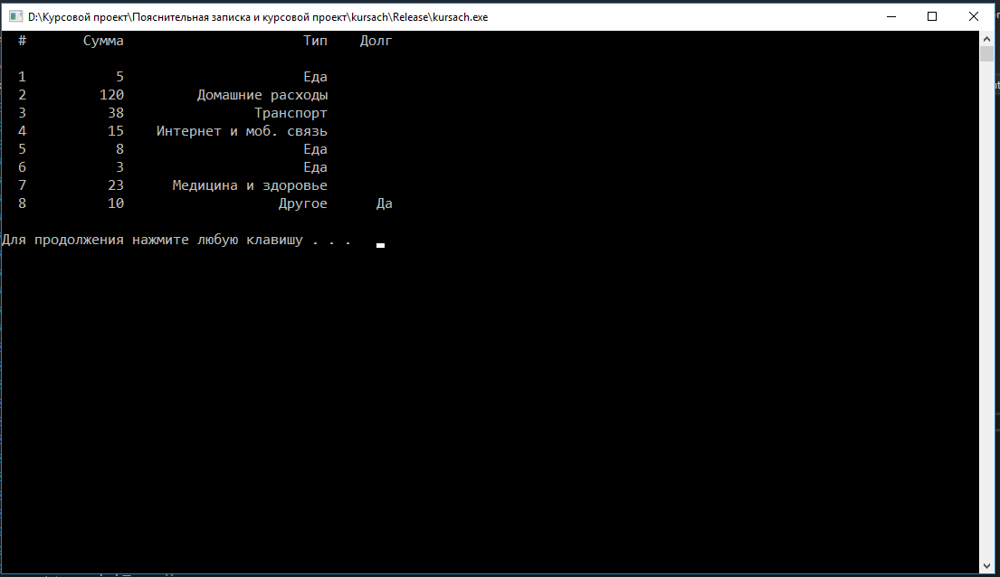 D:\Курсовой проект\Пояснительная записка и курсовой проект\kursach\Release\kursach.exe
# Сумма Тип Долг
1 5 Еда
2 120 Домашние расходы
3 38 Транспорт
4 15 Интернет и моб. связь
5 8 Еда
6 3 Еда
7 23 Медицина и здоровье
8 10 Другое Да
Для продолжения нажмите любую клавишу . . .